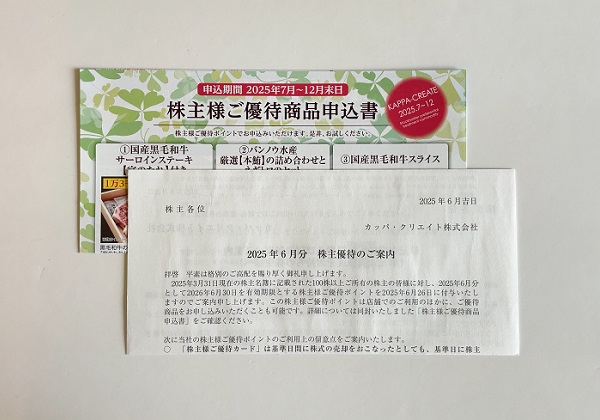 申込期間 2025年7月~12月末日
株主様ご優待商品申込書
株主様ご優待ポイントでお申込みいただけます。是非、お試しください。
KAPPA・CREATE
2025.7~12
①国産黒毛和牛
サーロインステーキ
②バンノウ水産
厳選【本鮪】の詰め合わせと
③国産黒毛和牛スライス
2025年6月吉日
株主各位
カッパ・クリエイト株式会社
2025年6月分 株主優待のご案内
拝啓 平素は格別のご高配を賜り厚く御礼申し上げます。
2025年3月31日現在の株主名簿に記載された100株以上ご所有の株主の皆様に対し、2025年6月分
として2026年6月30日を有効期限とする株主様ご優待ポイントを2025年6月26日に付与いたし
ますのでご案内申し上げます。この株主様ご優待ポイントは店舗でのご利用のほかに、ご優待
商品をお申し込みいただくことも可能です。詳細については同封いたしました「株主様ご優待商品
申込書」をご確認ください。
次に当社の株主様ご優待ポイントのご利用上の留意点をご案内いたします。
○ 「株主様ご優待カード」は基準日間に株式の売却をおこなったとしても、基準日に株主